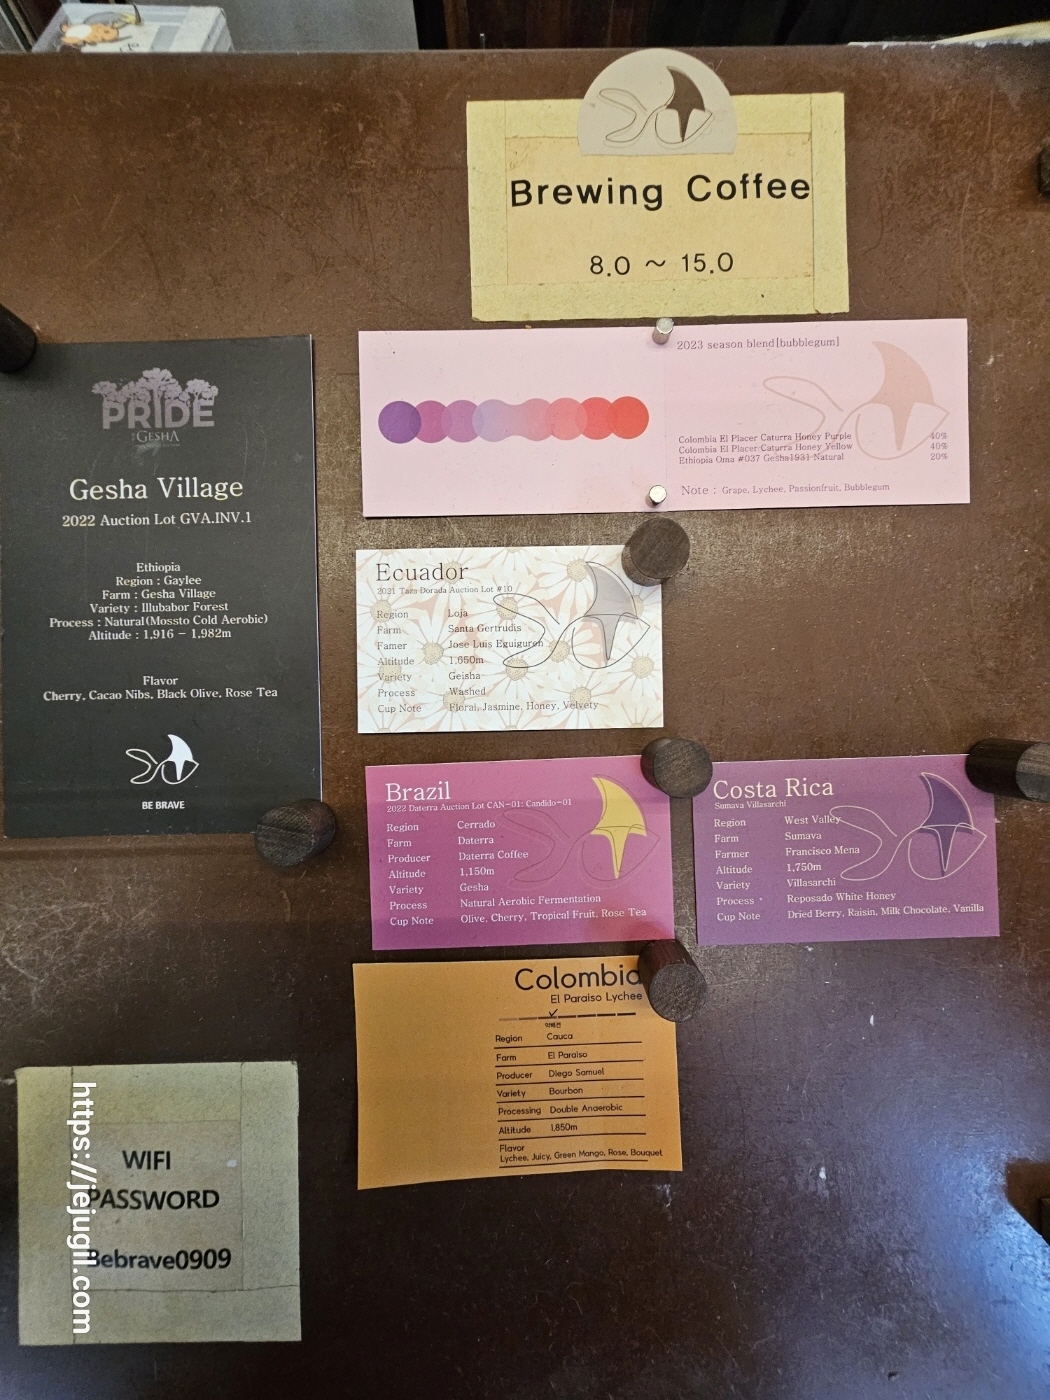 Brewing Coffee
8.0 ~ 15.0
PRIDE
GESHA
Gesha Village
2022 Auction Lot GVA.INV.1
Ethiopia
Region : Gaylee
Farm : Gesha Village
Variety : Illubabor Forest
Process : Natural(Mossto Cold Aerobic)
Altitude : 1,916 - 1,982m
Flavor
Cherry, Cacao Nibs, Black Olive, Rose Tea
BE BRAVE
2023 season blend[bubblegum]
Colombia El Placer Caturra Honey Purple 40%
Colombia El Placer Caturra Honey Yellow 40%
Ethiopia Oma #037 Gesha1931 Natural 20%
Note : Grape, Lychee, Passionfruit, Bubblegum
Ecuador
2021 Taza Dorada Auction Lot #10
Region Loja
Farm Santa Gertrudis
Famer Jose Luis Eguiguren
Altitude 1,650m
Variety Geisha
Process Washed
Cup Note Floral, Jasmine, Honey, Velvety
Brazil
2022 Daterra Auction Lot CAN-01: Candido-01
Region Cerrado
Farm Daterra
Producer Daterra Coffee
Altitude 1,150m
Variety Gesha
Process Natural Aerobic Fermentation
Cup Note Olive, Cherry, Tropical Fruit, Rose Tea
Costa Rica
Sumava Villasarchi
Region West Valley
Farm Sumava
Farmer Francisco Mena
Altitude 1,750m
Variety Villasarchi
Process Reposado White Honey
Cup Note Dried Berry, Raisin, Milk Chocolate, Vanilla
Colombia
El Paraiso Lychee
약배전
Region Cauca
Farm El Paraiso
Producer Diego Samuel
Variety Bourbon
Processing Double Anaerobic
Altitude 1,850m
Flavor
Lychee, Juicy, Green Mango, Rose, Bouquet
WIFI
PASSWORD
Bebrave0909
https://jejugil.com